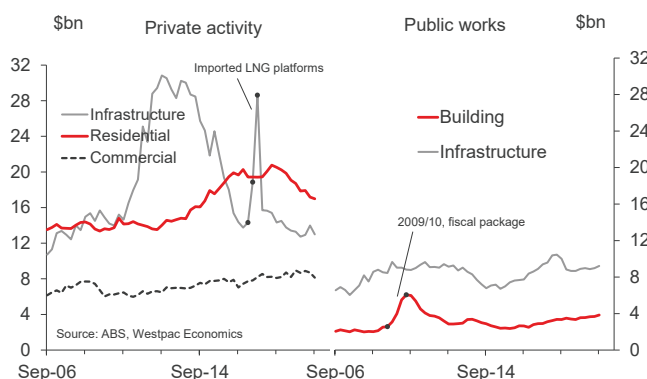 $bn
Private activity
Public works
$bn
32
28
24
20
16
12
8
4
0
Imported LNG platforms
Infrastructure
Residential
Commercial
Source: ABS, Westpac Economics
Sep-06
Sep-14
Building
Infrastructure
2009/10, fiscal package
32
28
24
20
16
12
8
4
0
Sep-06
Sep-14